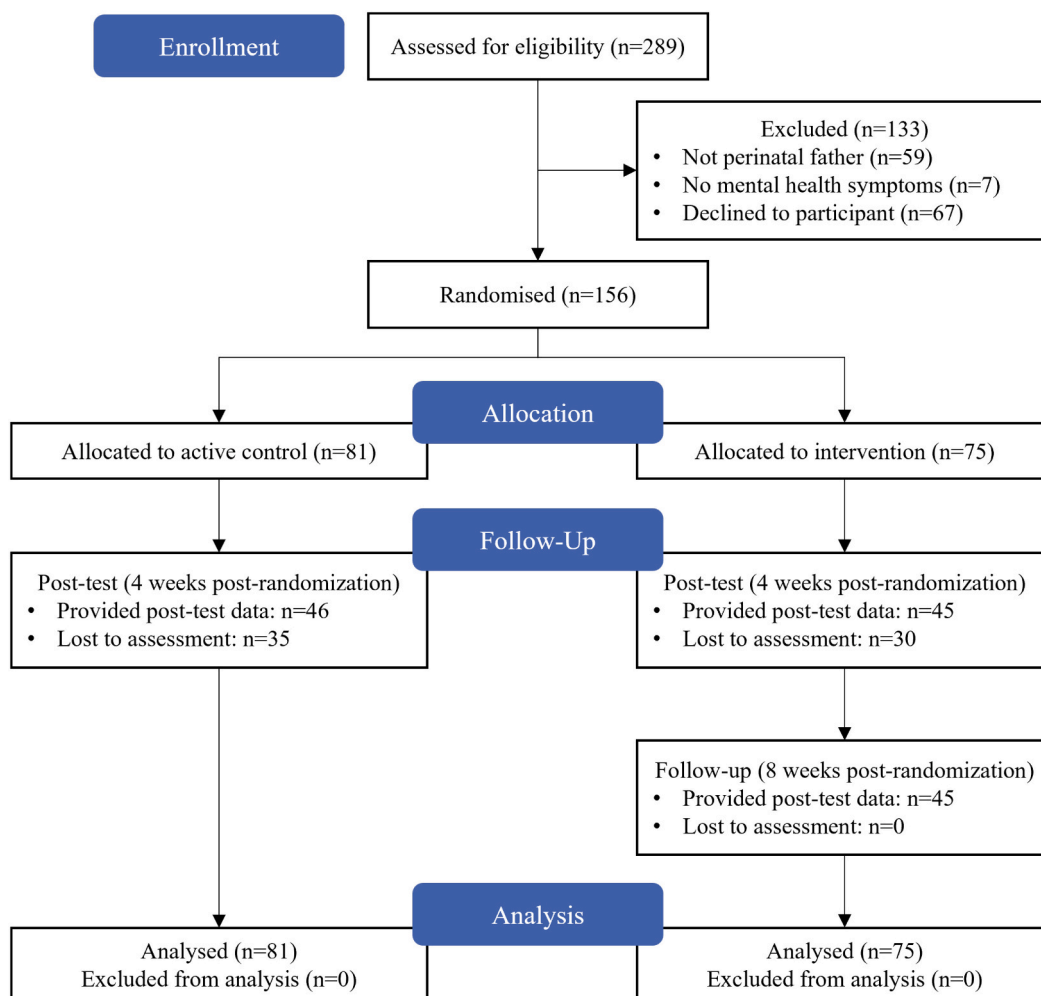 Enrollment
Assessed for eligibility (n=289)
Excluded (n=133)
• Not perinatal father (n=59)
• No mental health symptoms (n=7)
• Declined to participant (n=67)
Randomised (n=156)
Allocation
Allocated to active control (n=81)
Allocated to intervention (n=75)
Follow-Up
Post-test (4 weeks post-randomization)
• Provided post-test data: n=46
• Lost to assessment: n=35
Post-test (4 weeks post-randomization)
• Provided post-test data: n=45
• Lost to assessment: n=30
Follow-up (8 weeks post-randomization)
• Provided post-test data: n=45
• Lost to assessment: n=0
Analysis
Analysed (n=81)
Excluded from analysis (n=0)
Analysed (n=75)
Excluded from analysis (n=0)